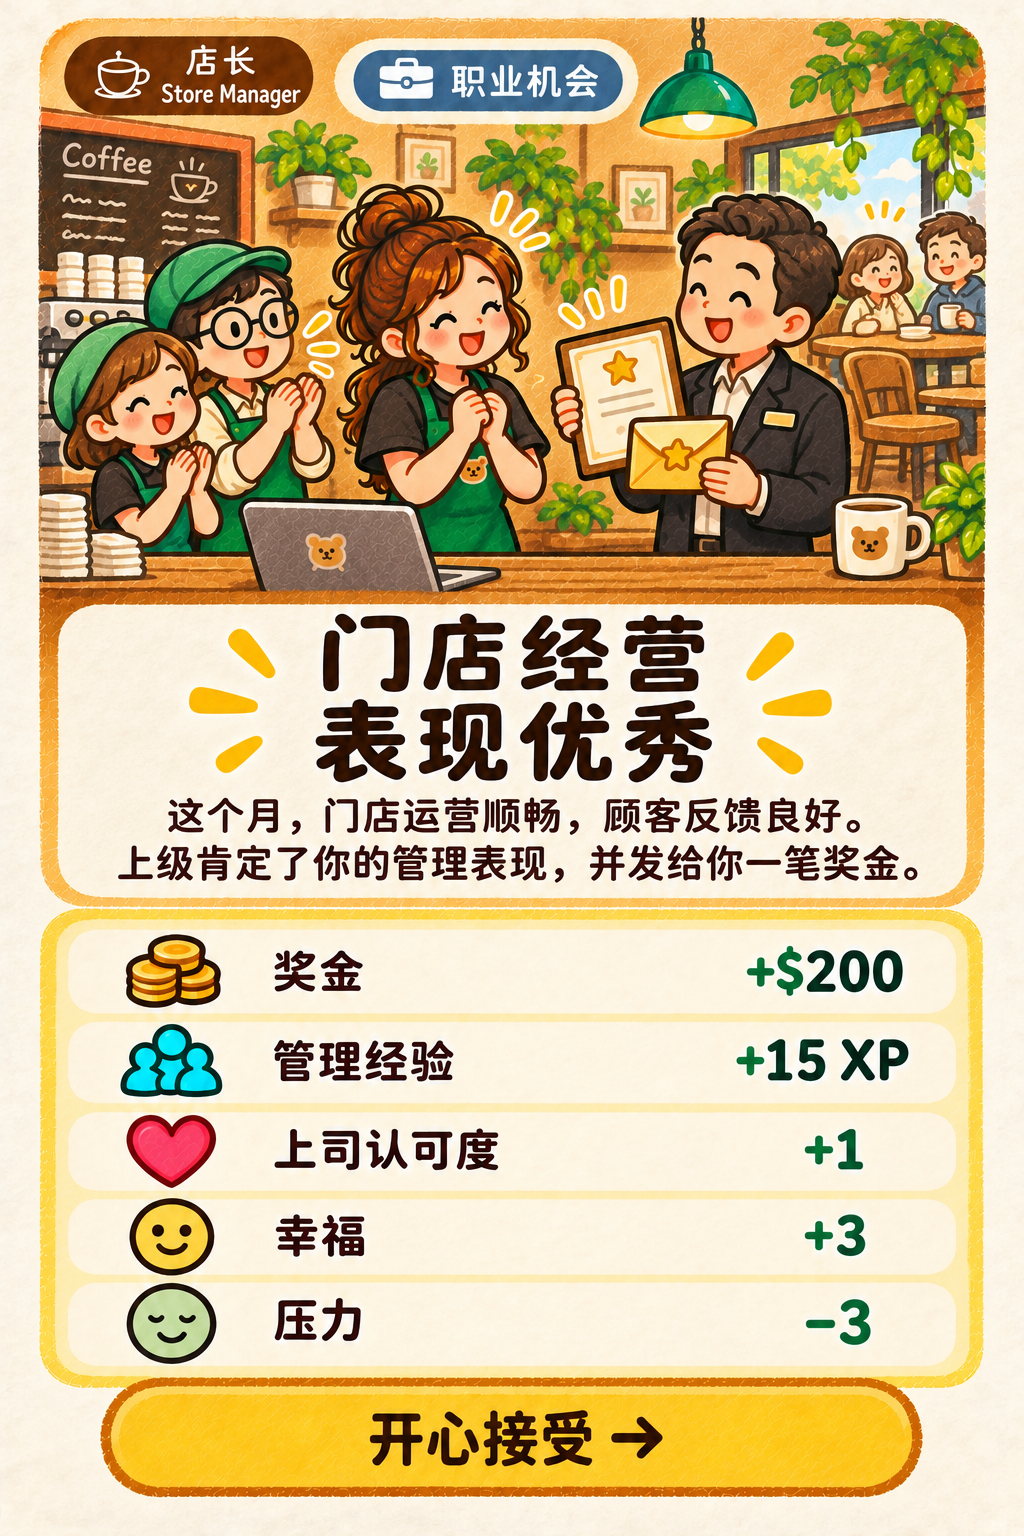 店长
Store Manager
职业机会
Coffee
门店经营
表现优秀
这个月，门店运营顺畅，顾客反馈良好。
上级肯定了你的管理表现，并发给你一笔奖金。
奖金 +$200
管理经验 +15 XP
上司认可度 +1
幸福 +3
压力 −3
开心接受 →